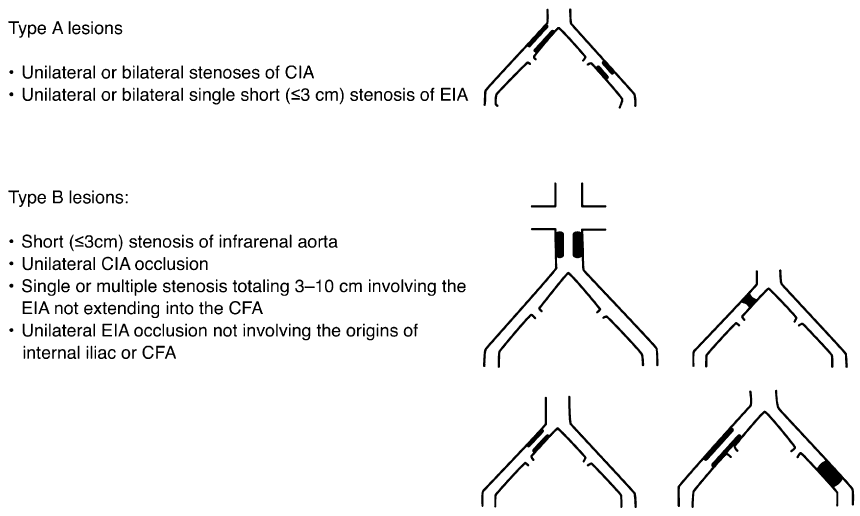 Type A lesions
• Unilateral or bilateral stenoses of CIA
• Unilateral or bilateral single short (≤3 cm) stenosis of EIA
Type B lesions:
• Short (≤3cm) stenosis of infrarenal aorta
• Unilateral CIA occlusion
• Single or multiple stenosis totaling 3–10 cm involving the
EIA not extending into the CFA
• Unilateral EIA occlusion not involving the origins of
internal iliac or CFA